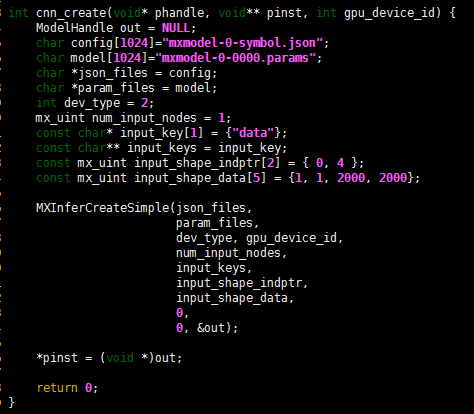 int cnn_create(void* phandle, void** pinst, int gpu_device_id) {
    ModelHandle out = NULL;
    char config[1024]="mxmodel-0-symbol.json";
    char model[1024]="mxmodel-0-0000.params";
    char *json_files = config;
    char *param_files = model;
    int dev_type = 2;
    mx_uint num_input_nodes = 1;
    const char* input_key[1] = {"data"};
    const char** input_keys = input_key;
    const mx_uint input_shape_indptr[2] = { 0, 4 };
    const mx_uint input_shape_data[5] = {1, 1, 2000, 2000};
    MXInferCreateSimple(json_files,
                        param_files,
                        dev_type, gpu_device_id,
                        num_input_nodes,
                        input_keys,
                        input_shape_indptr,
                        input_shape_data,
                        0,
                        0, &out);
    *pinst = (void *)out;
    return 0;
}